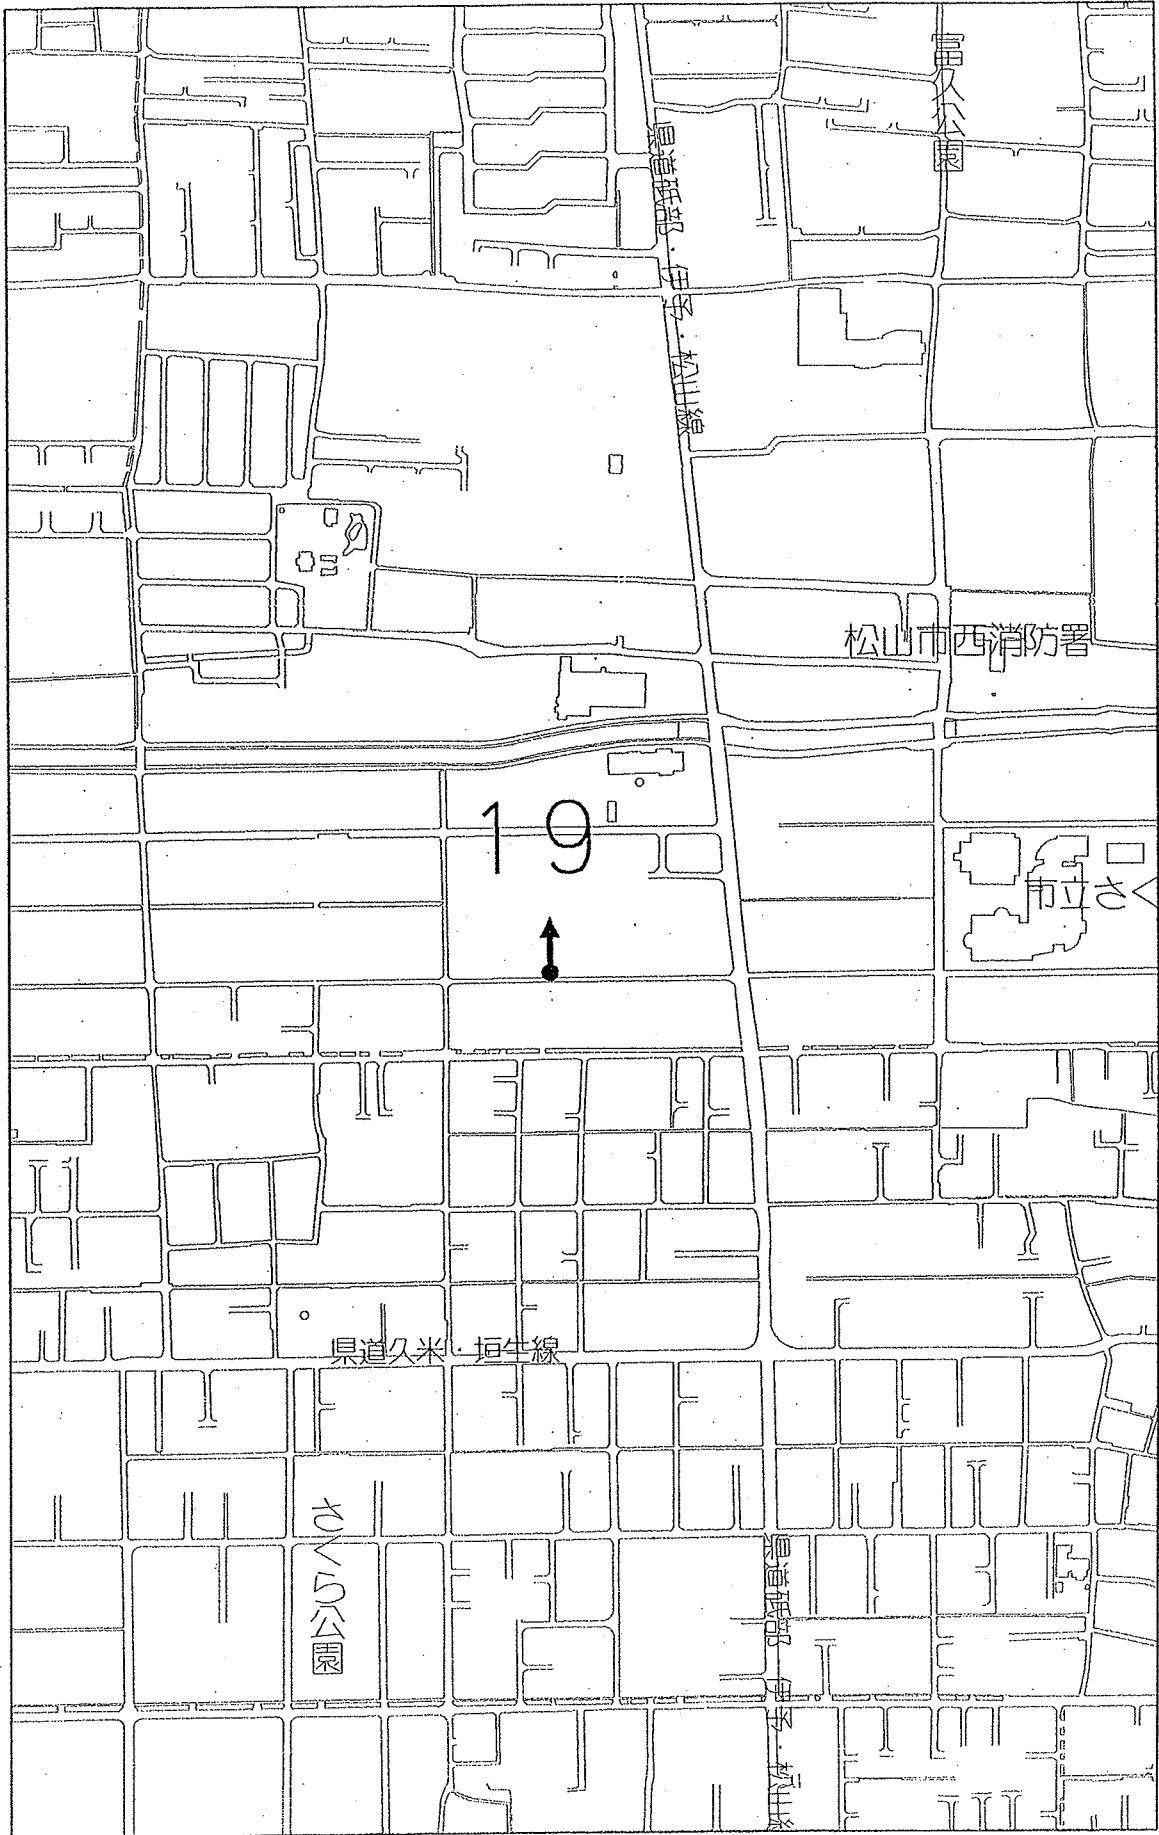 富久公園
県道砥部・伊予・松山線
松山市西消防署
19
市立さく
県道久米・垣生線
さくら公園
県道砥部・伊予・松山線